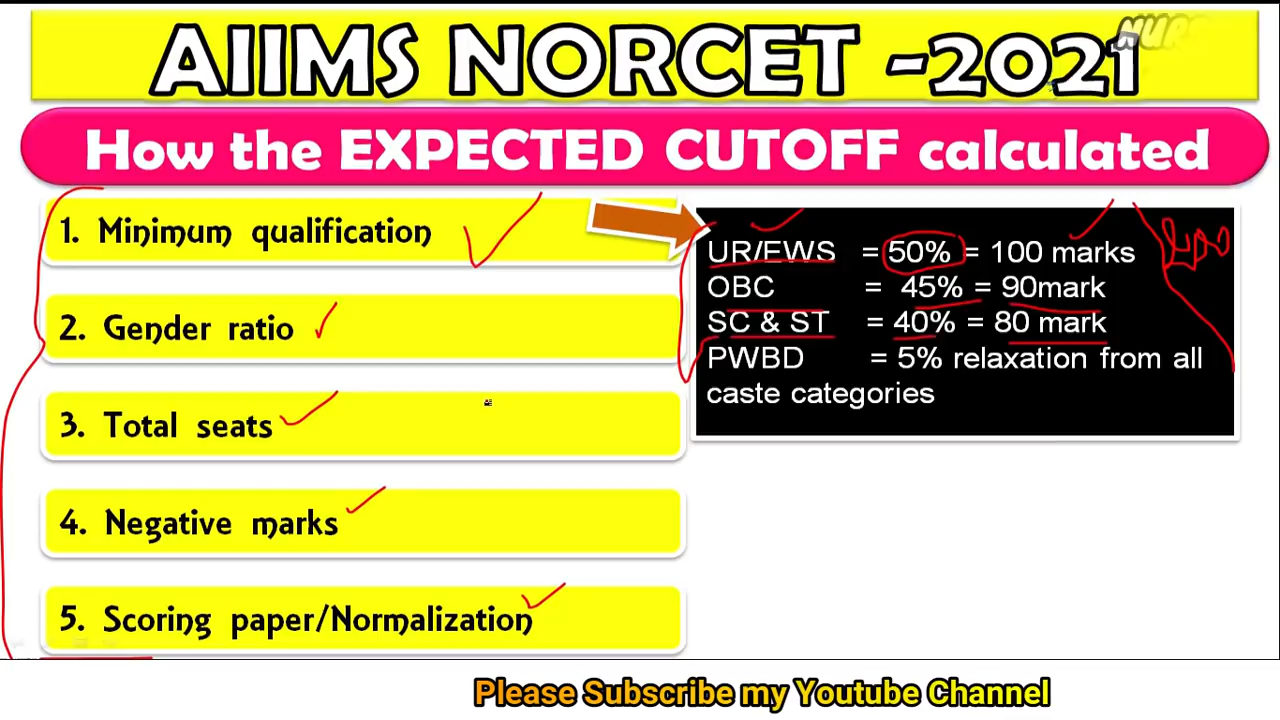 AIIMS NORCET -2021
How the EXPECTED CUTOFF calculated
1. Minimum qualification
2. Gender ratio
3. Total seats
4. Negative marks
5. Scoring paper/Normalization
UR/EWS = 50% = 100 marks
OBC = 45% = 90mark
SC & ST = 40% = 80 mark
PWBD = 5% relaxation from all
caste categories
200
Please Subscribe my Youtube Channel